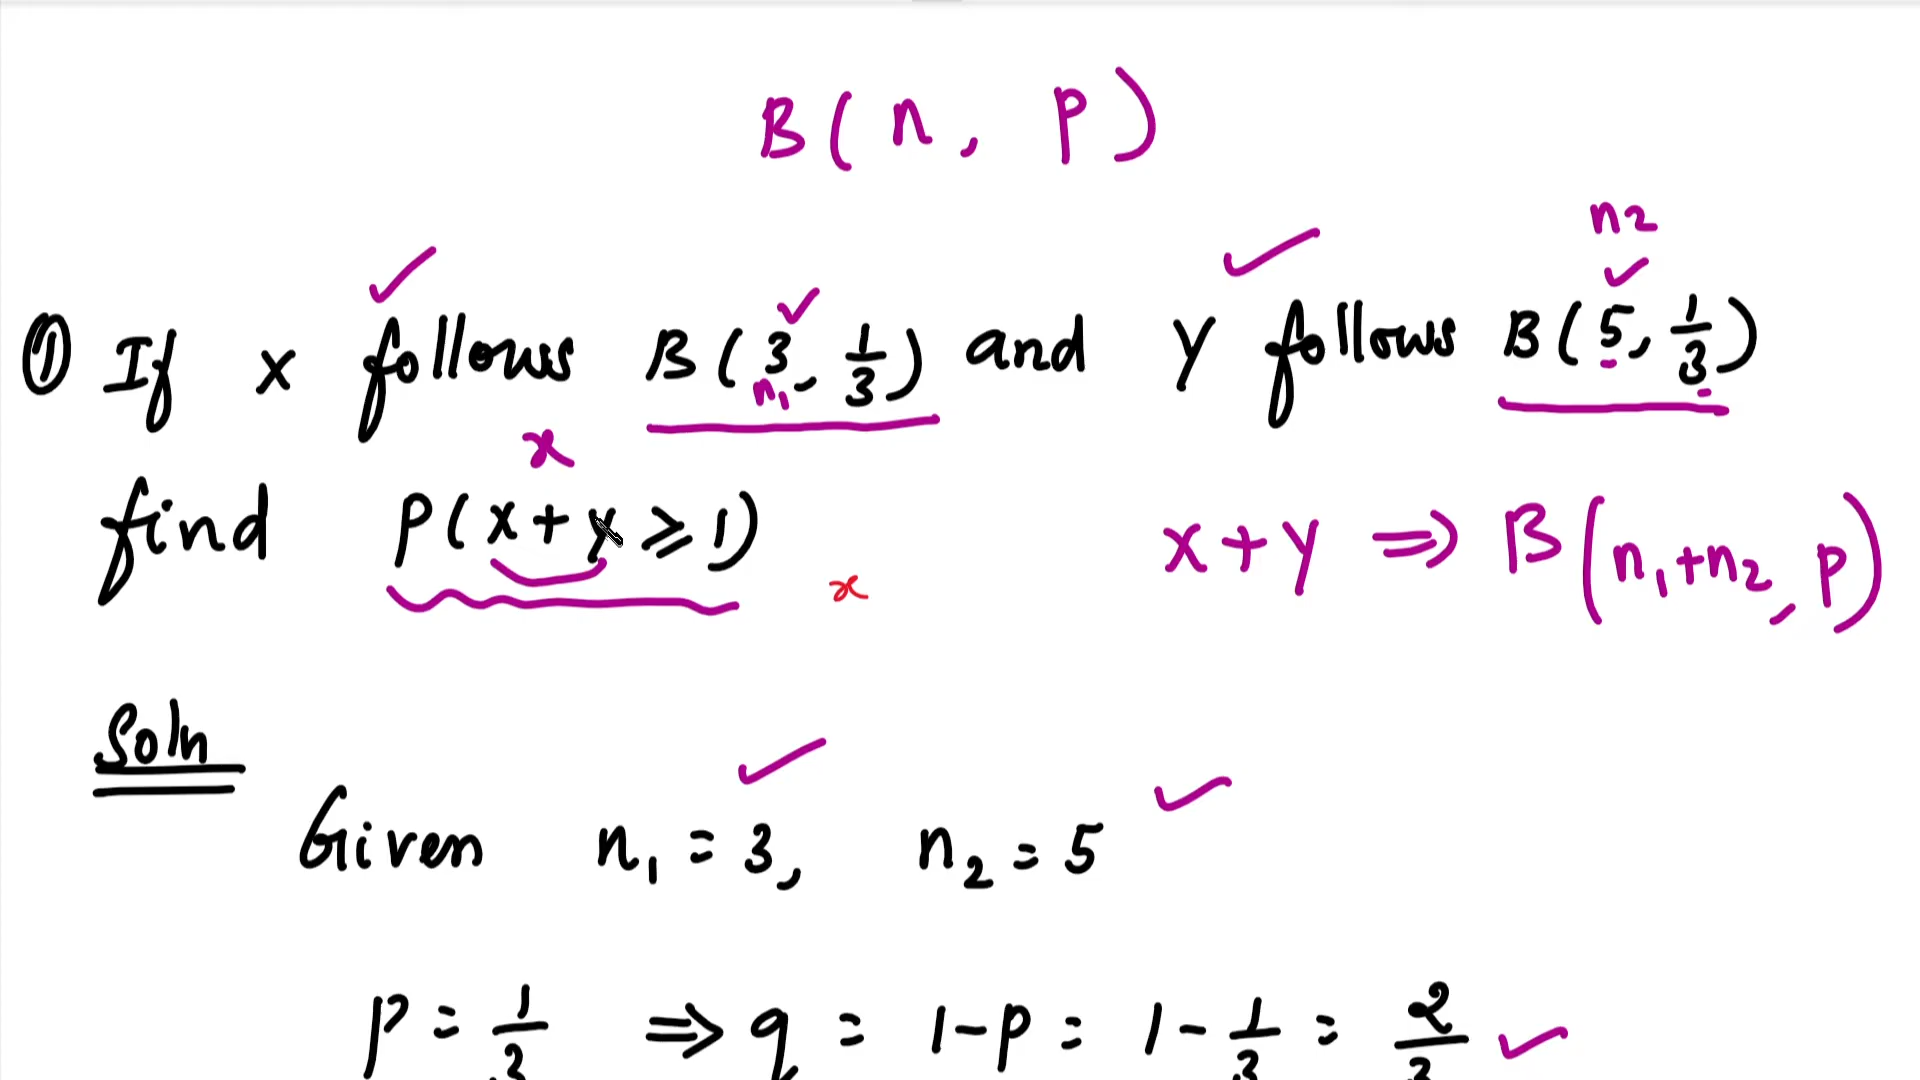 B(n, p)
n2
① If x follows B(3, 1/3) and y follows B(5, 1/3)
n₁
x
find P(x+y ≥ 1) x x+y ⇒ B(n₁+n₂, p)
Soln
Given n₁ = 3, n₂ = 5
p = 1/3 ⇒ q = 1-p = 1 - 1/3 = 2/3